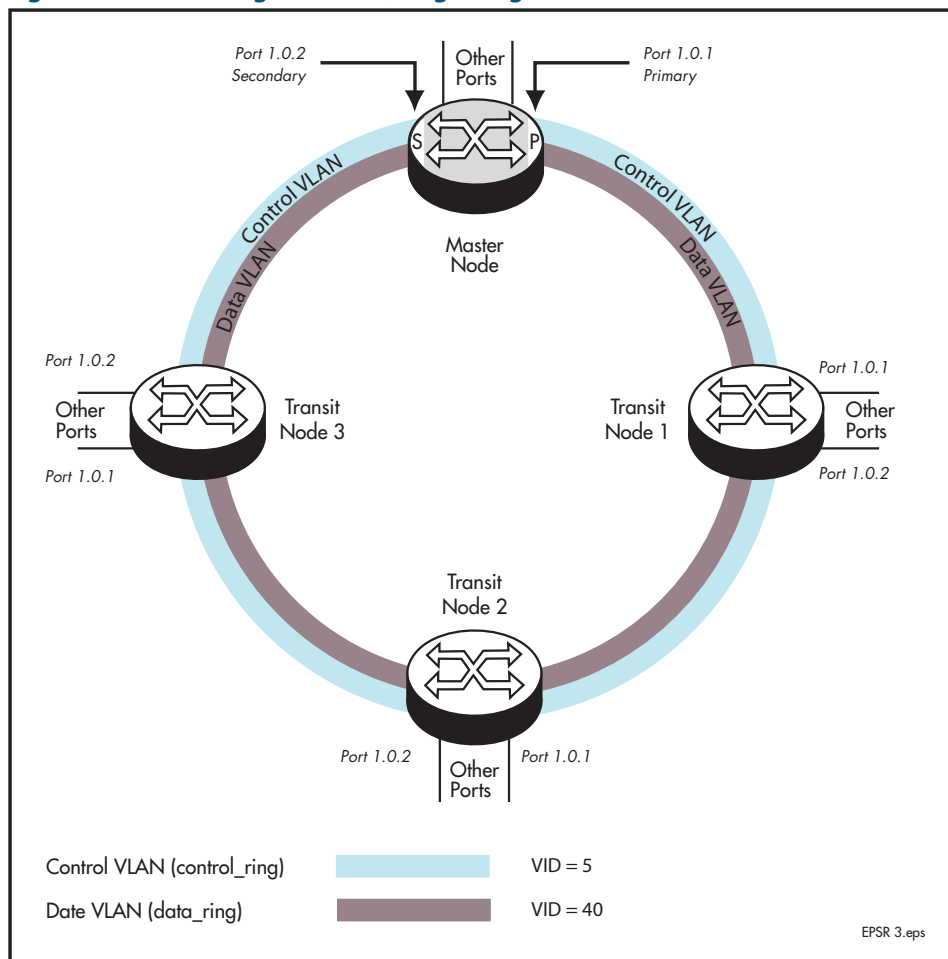 Port 1.0.2
Secondary
Other
Ports
Port 1.0.1
Primary
S
P
Control VLAN
Data VLAN
Control VLAN
Data VLAN
Master
Node
Port 1.0.2
Other
Ports
Port 1.0.1
Transit
Node 3
Transit
Node 1
Port 1.0.1
Other
Ports
Port 1.0.2
Transit
Node 2
Port 1.0.2
Other
Ports
Port 1.0.1
Control VLAN (control_ring)
VID = 5
Date VLAN (data_ring)
VID = 40
EPSR 3.eps